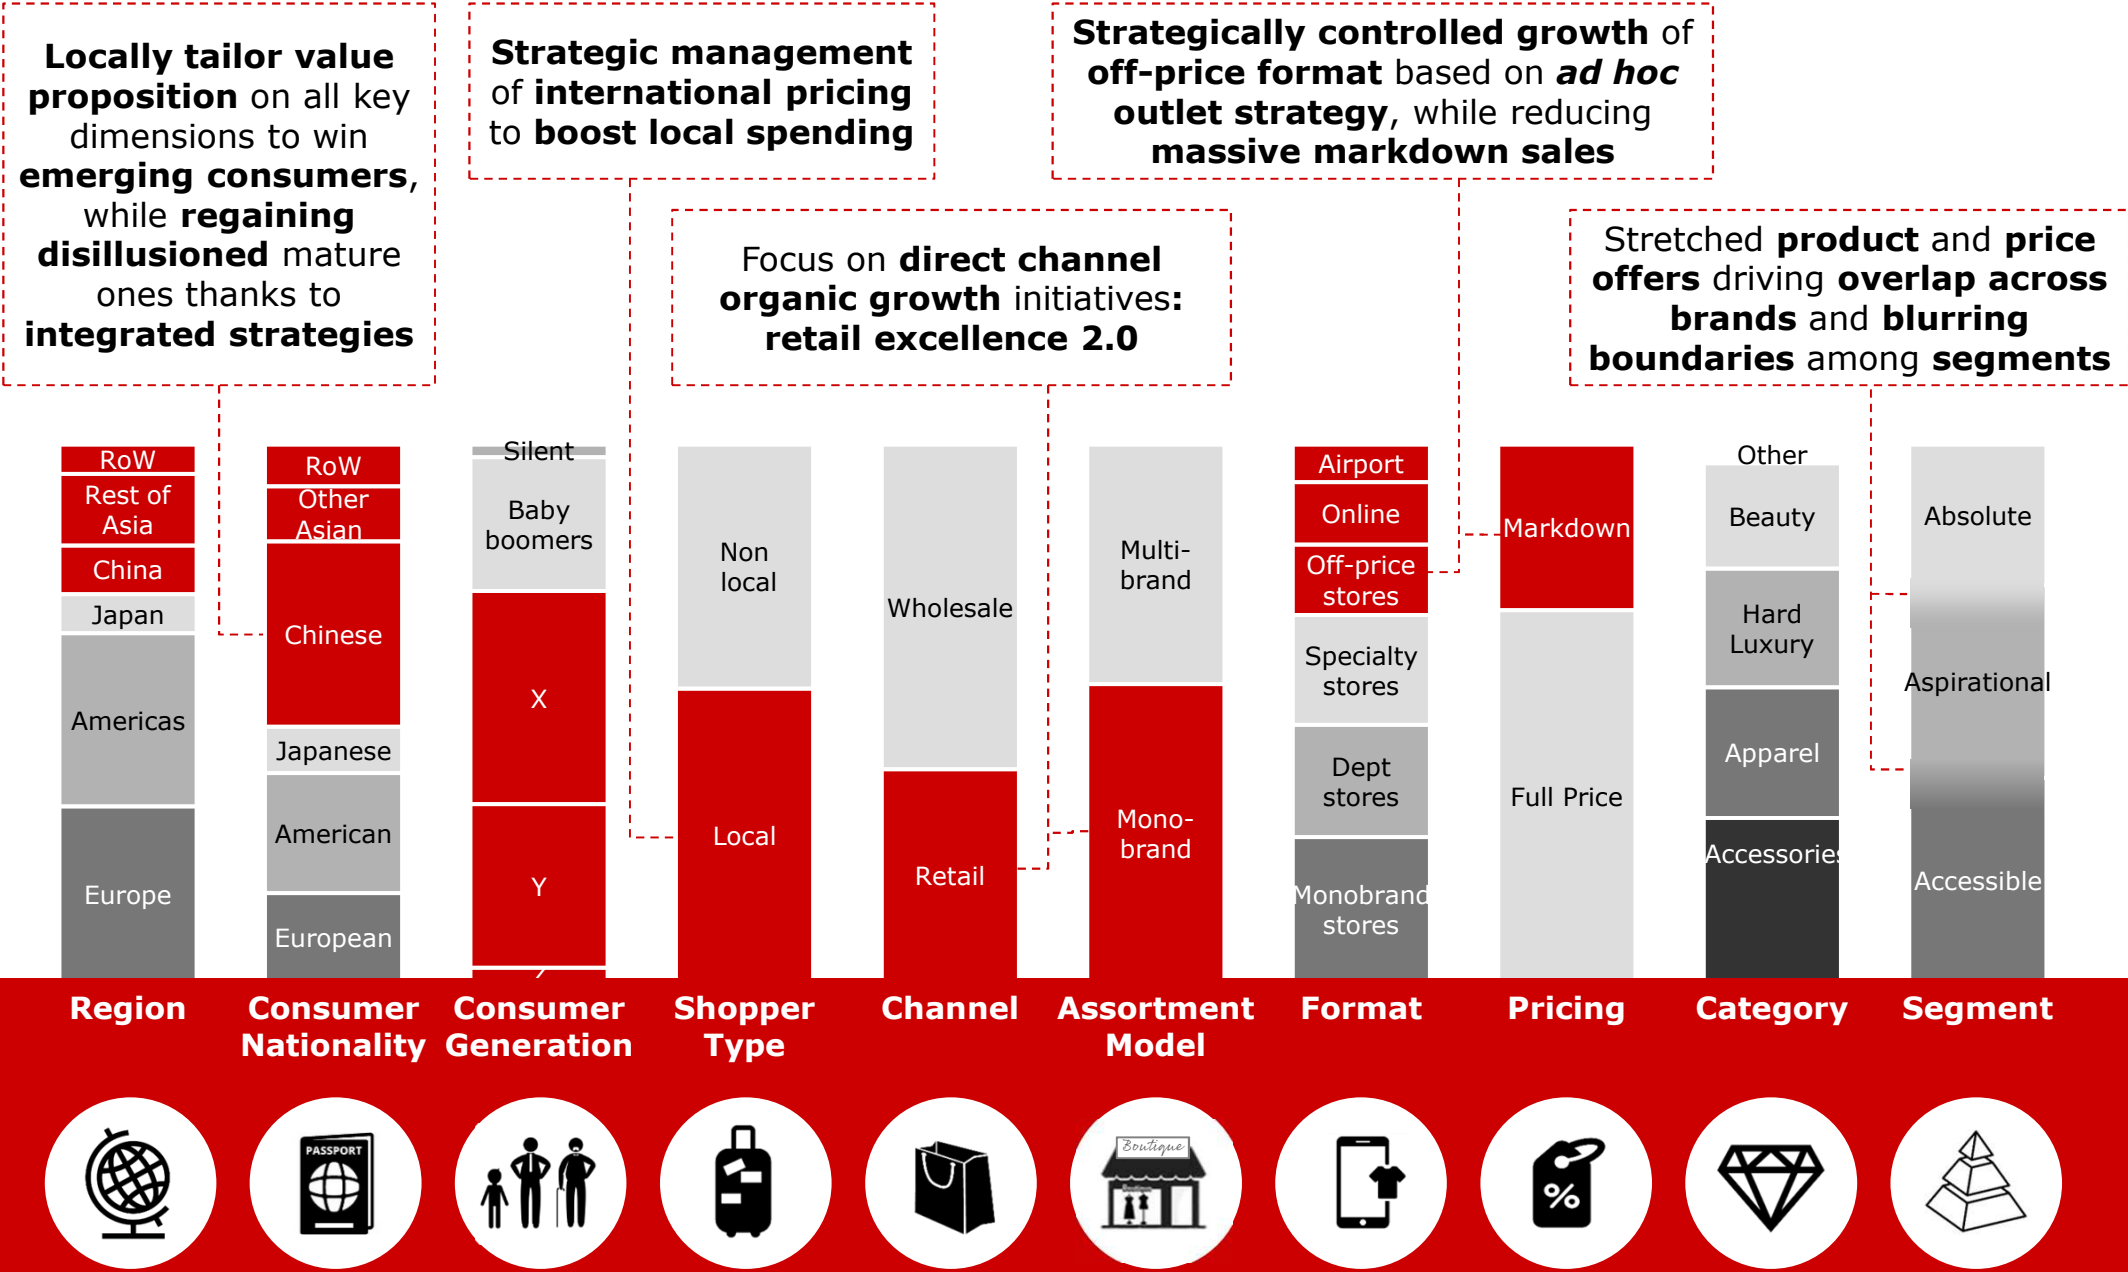 Locally tailor value
proposition on all key
dimensions to win
emerging consumers,
while regaining
disillusioned mature
ones thanks to
integrated strategies
Strategic management
of international pricing
to boost local spending
Strategically controlled growth of
off-price format based on ad hoc
outlet strategy, while reducing
massive markdown sales
Focus on direct channel
organic growth initiatives:
retail excellence 2.0
Stretched product and price
offers driving overlap across
brands and blurring
boundaries among segments
RoW
Rest of
Asia
China
Japan
Americas
Europe
RoW
Other
Asian
Chinese
Japanese
American
European
Silent
Baby
boomers
X
Y
Non
local
Local
Wholesale
Retail
Multi-
brand
Mono-
brand
Airport
Online
Off-price
stores
Specialty
stores
Dept
stores
Monobrand
stores
Markdown
Full Price
Other
Beauty
Hard
Luxury
Apparel
Accessories
Absolute
Aspirational
Accessible
Region
Consumer
Nationality
Consumer
Generation
Shopper
Type
Channel
Assortment
Model
Format
Pricing
Category
Segment
PASSPORT
Boutique
%